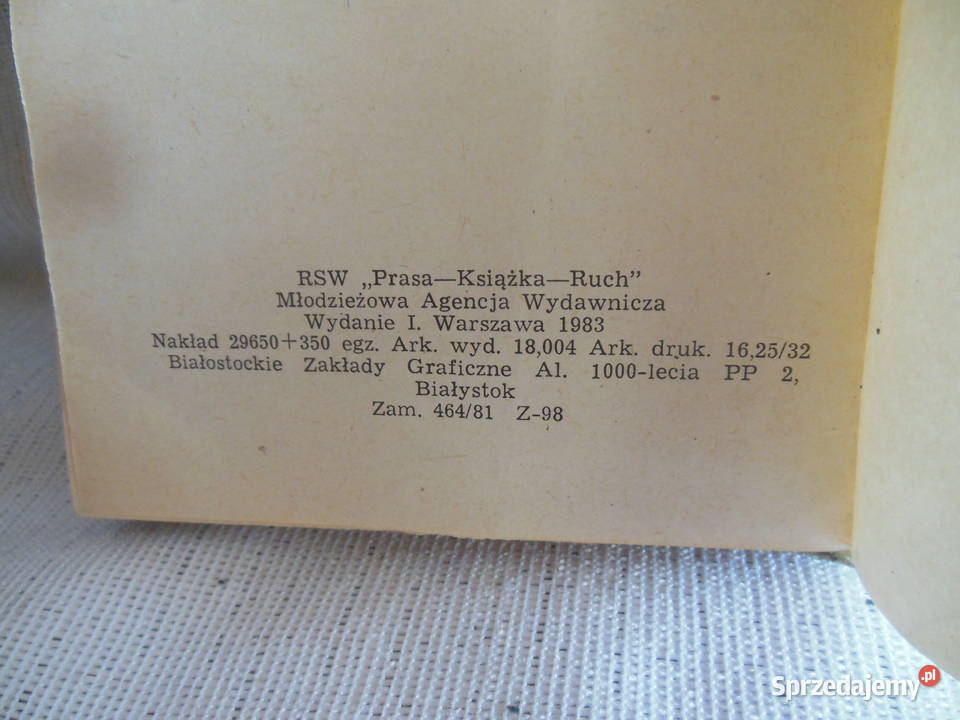 RSW „Prasa—Książka—Ruch”
Młodzieżowa Agencja Wydawnicza
Wydanie I. Warszawa 1983
Nakład 29650+350 egz. Ark. wyd. 18,004 Ark. druk. 16,25/32
Białostockie Zakłady Graficzne Al. 1000-lecia PP 2,
Białystok
Zam. 464/81 Z-98
Sprzedajemy.pl